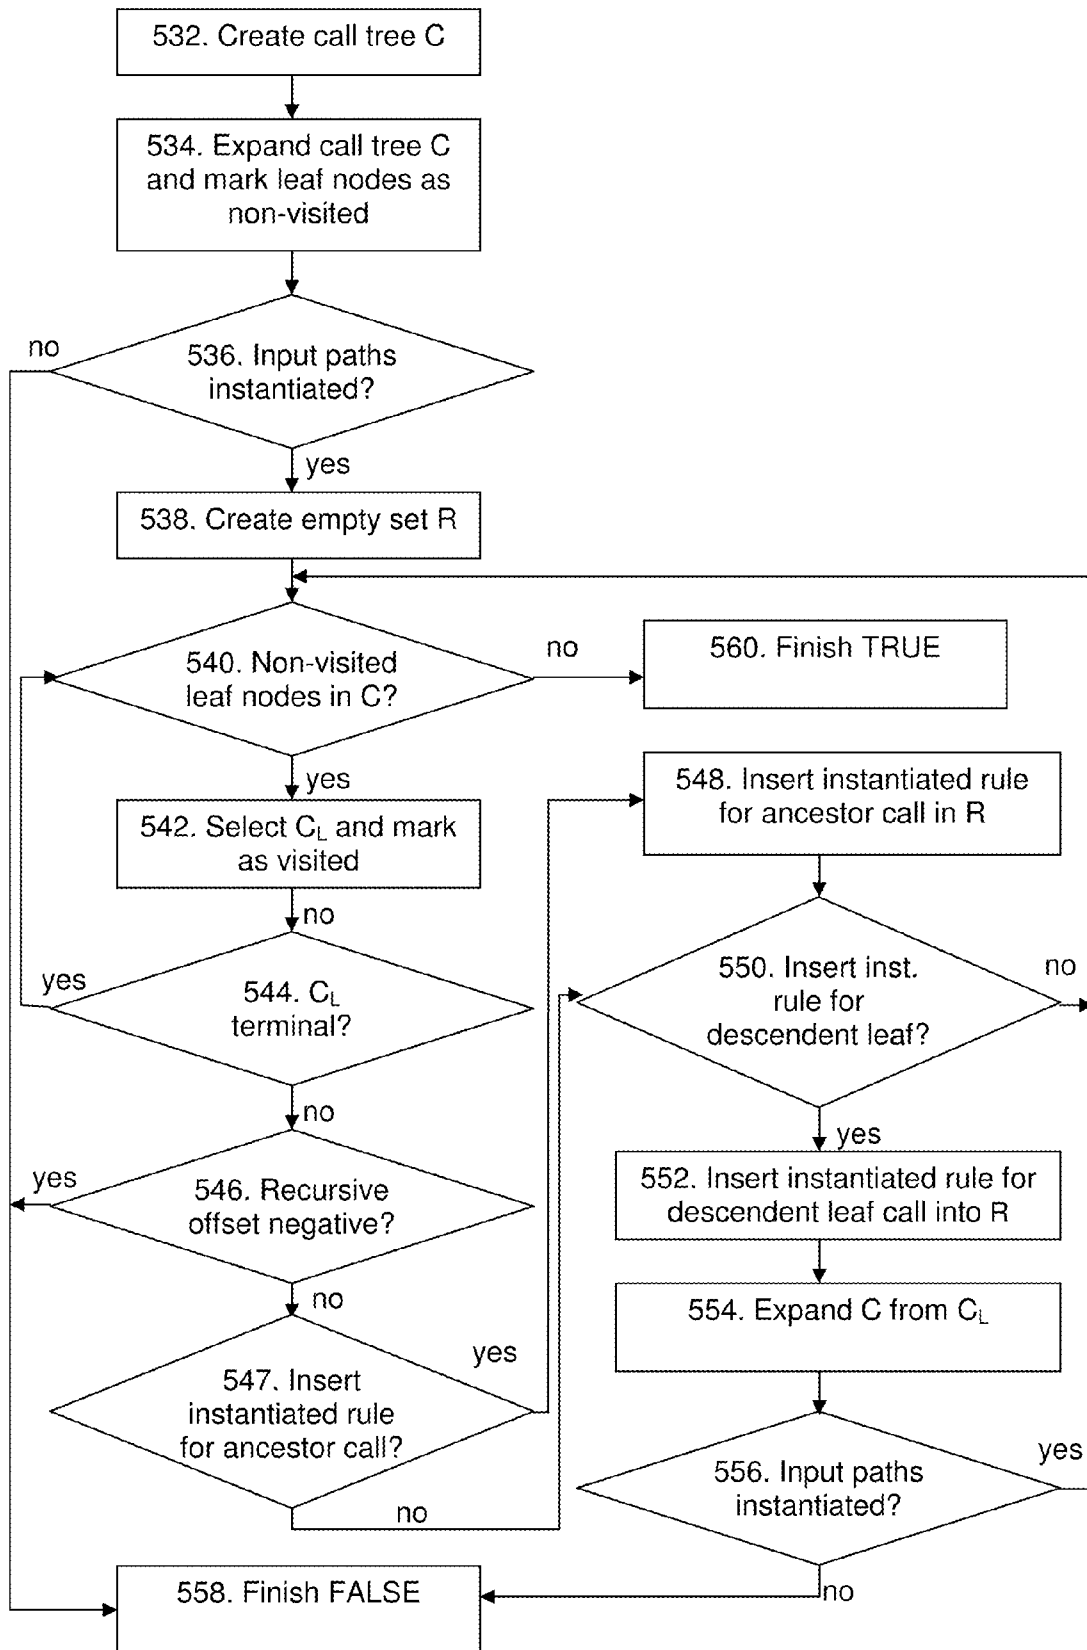 532. Create call tree C
534. Expand call tree C
and mark leaf nodes as
non-visited
no
536. Input paths
instantiated?
yes
538. Create empty set R
540. Non-visited
leaf nodes in C?
no
560. Finish TRUE
yes
542. Select CL and mark
as visited
no
yes
544. CL
terminal?
no
yes
546. Recursive
offset negative?
no
yes
547. Insert
instantiated rule
for ancestor call?
no
548. Insert instantiated rule
for ancestor call in R
550. Insert inst.
rule for
descendent leaf?
no
yes
552. Insert instantiated rule for
descendent leaf call into R
554. Expand C from CL
556. Input paths
instantiated?
yes
no
558. Finish FALSE